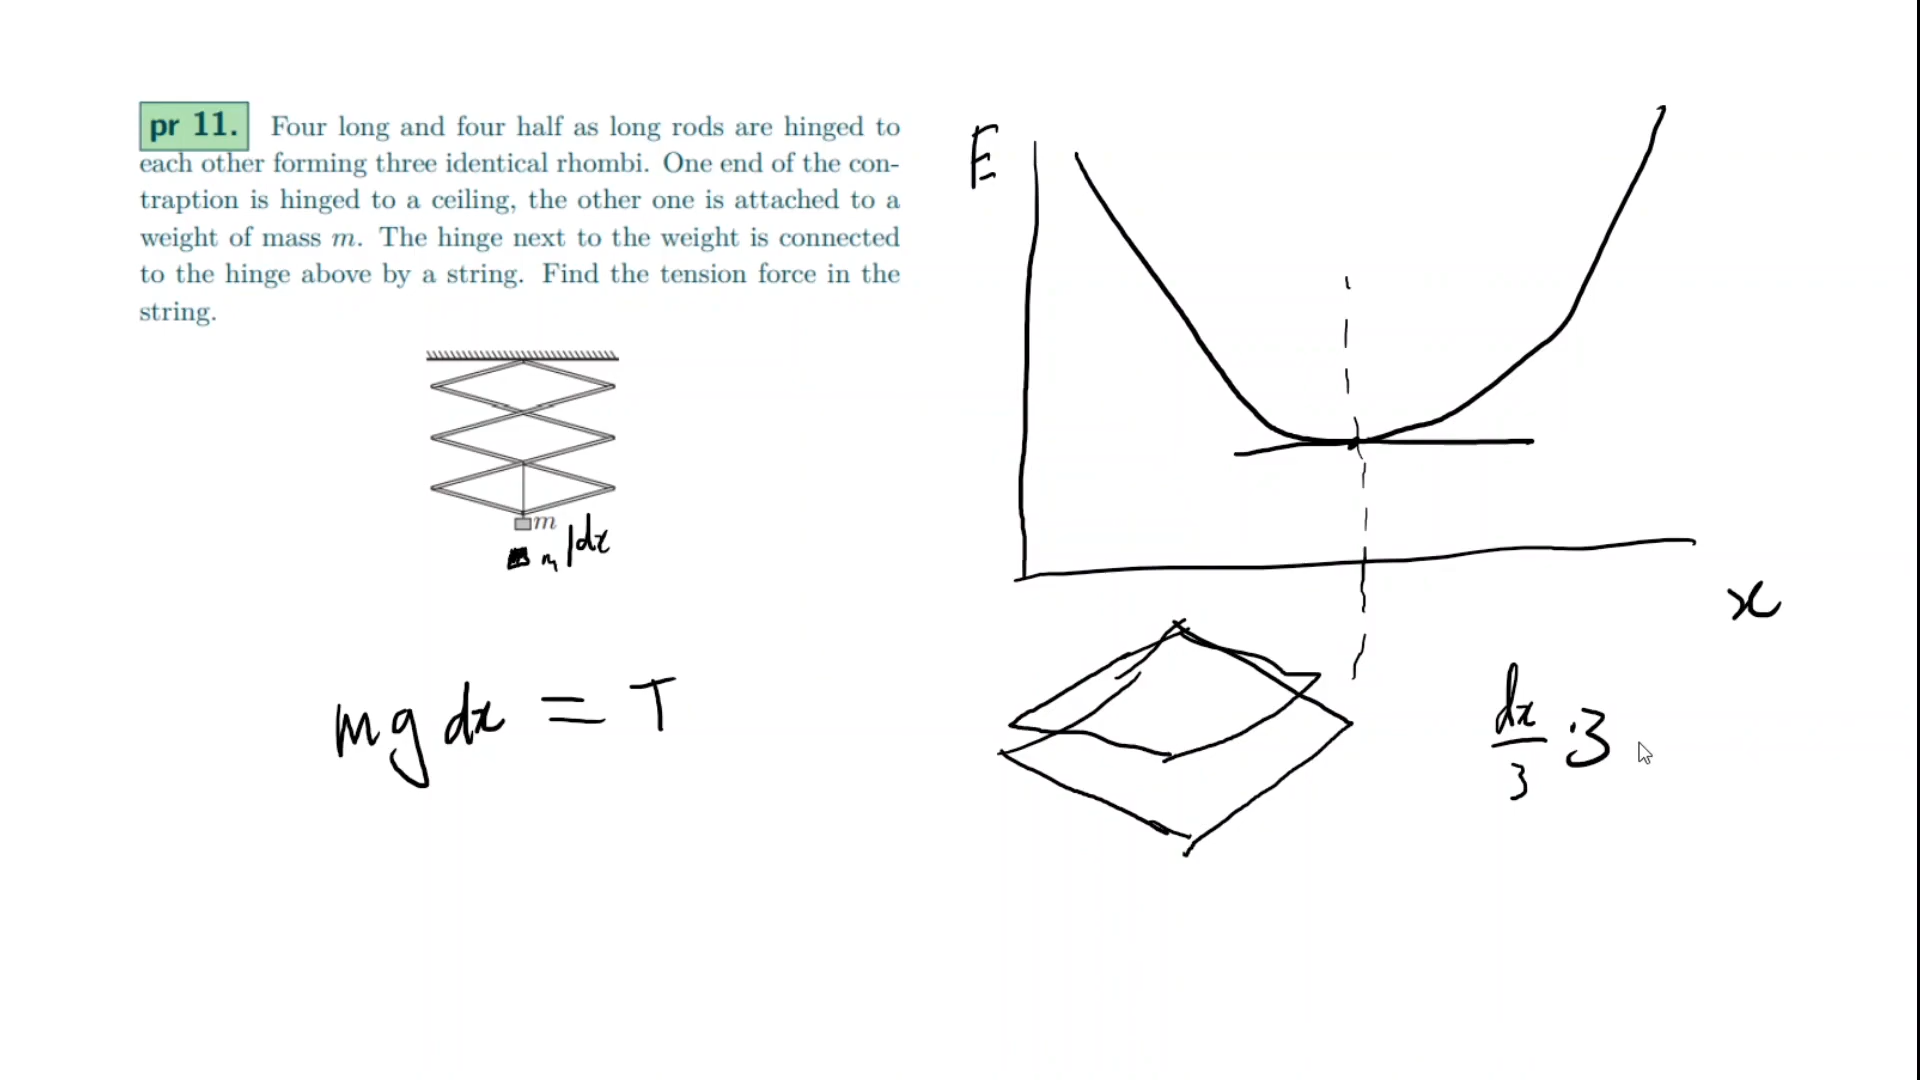 pr 11. Four long and four half as long rods are hinged to
each other forming three identical rhombi. One end of the con-
traption is hinged to a ceiling, the other one is attached to a
weight of mass m. The hinge next to the weight is connected
to the hinge above by a string. Find the tension force in the
string.
m
m dx
mg dx = T
E
x
dx/3 · 3